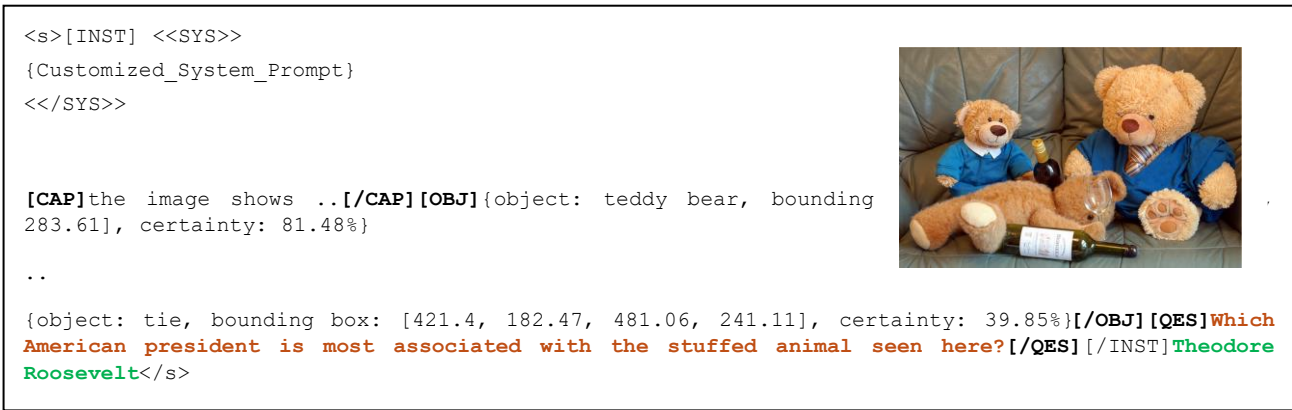 <s>[INST] <<SYS>>
{Customized_System_Prompt}
<</SYS>>
[CAP]the image shows ..[/CAP][OBJ]{object: teddy bear, bounding ,
283.61], certainty: 81.48%}
..
{object: tie, bounding box: [421.4, 182.47, 481.06, 241.11], certainty: 39.85%}[/OBJ][QES]Which
American president is most associated with the stuffed animal seen here?[/QES][/INST]Theodore
Roosevelt</s>